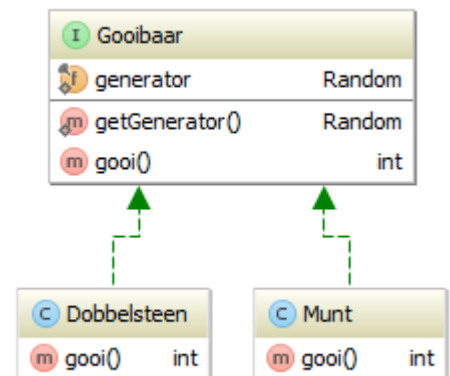 I Gooibaar
f generator Random
m getGenerator() Random
m gooi() int
C Dobbelsteen
m gooi() int
C Munt
m gooi() int